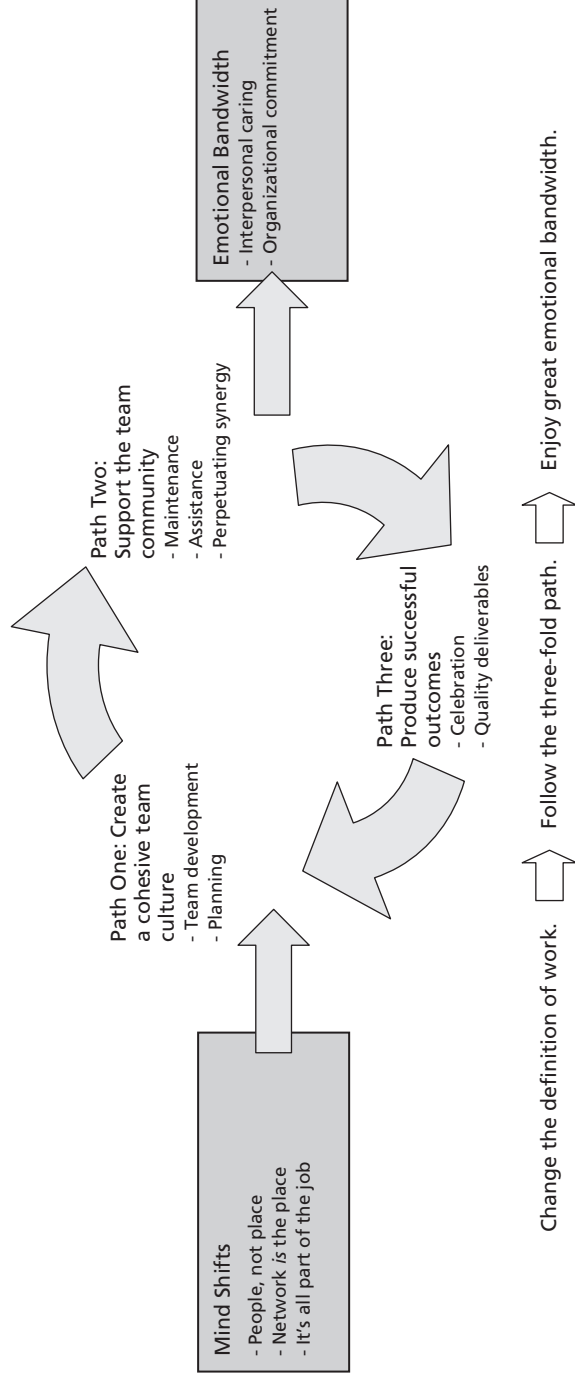 Mind Shifts
- People, not place
- Network is the place
- It's all part of the job
Path One: Create
a cohesive team
culture
- Team development
- Planning
Path Two:
Support the team
community
- Maintenance
- Assistance
- Perpetuating synergy
Path Three:
Produce successful
outcomes
- Celebration
- Quality deliverables
Emotional Bandwidth
- Interpersonal caring
- Organizational commitment
Change the definition of work.
Follow the three-fold path.
Enjoy great emotional bandwidth.